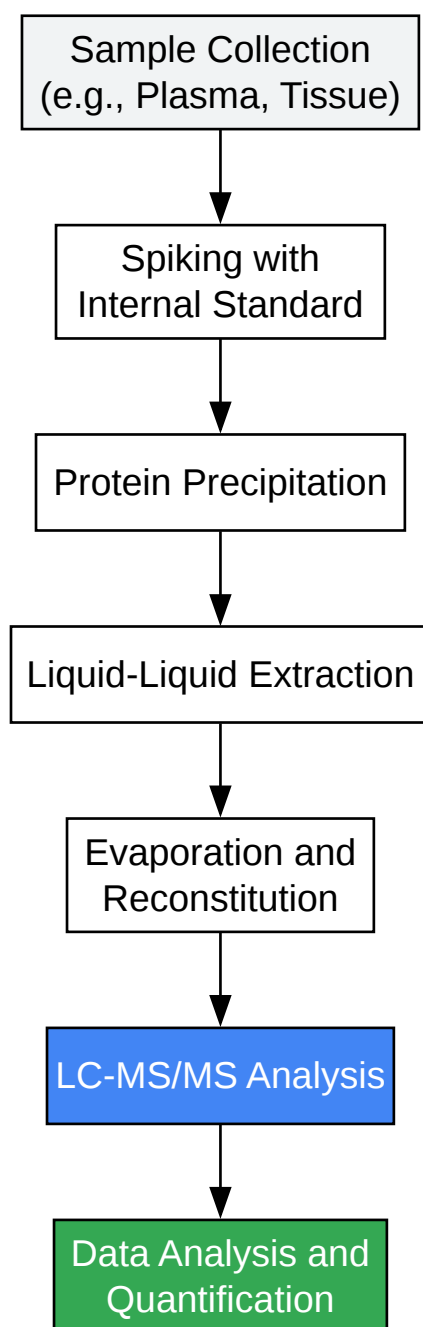 Sample Collection
(e.g., Plasma, Tissue)
Spiking with
Internal Standard
Protein Precipitation
Liquid-Liquid Extraction
Evaporation and
Reconstitution
LC-MS/MS Analysis
Data Analysis and
Quantification